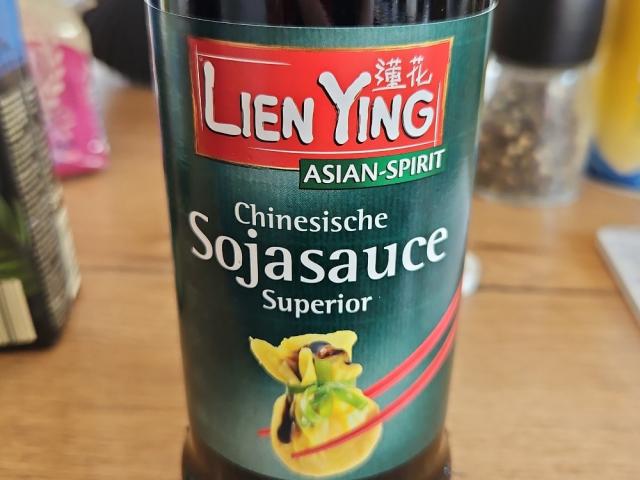 LIEN YING
蓮花
ASIAN-SPIRIT
Chinesische
Sojasauce
Superior